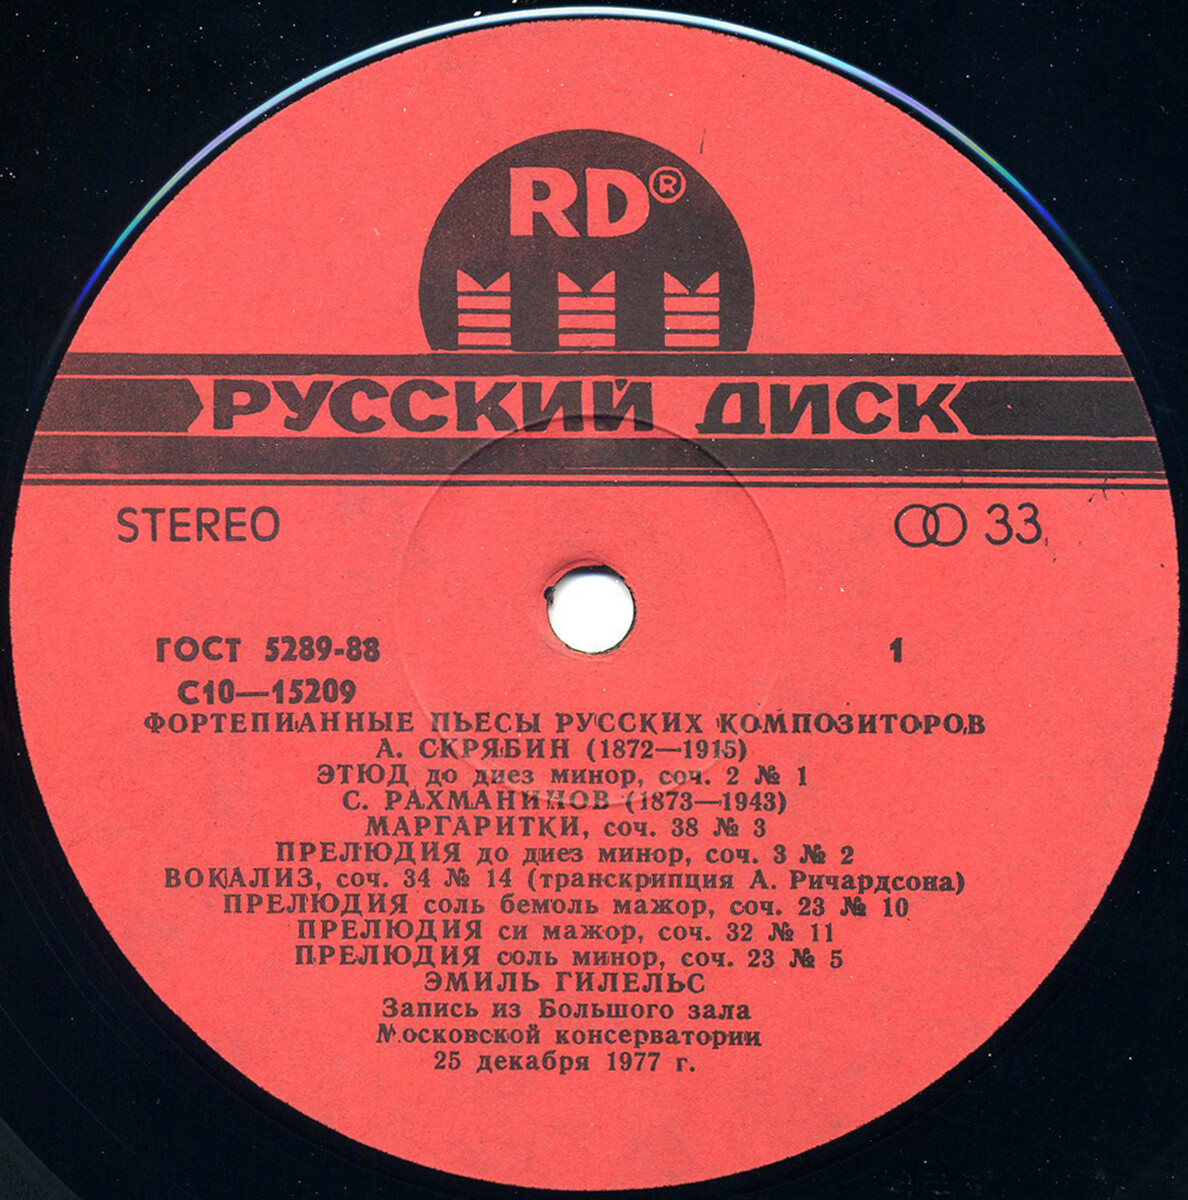 RD®
РУССКИЙ ДИСК
STEREO 33
ГОСТ 5289-88 1
С10—15209
ФОРТЕПИАННЫЕ ПЬЕСЫ РУССКИХ КОМПОЗИТОРОВ
А. СКРЯБИН (1872—1915)
ЭТЮД до диез минор, соч. 2 № 1
С. РАХМАНИНОВ (1873—1943)
МАРГАРИТКИ, соч. 38 № 3
ПРЕЛЮДИЯ до диез минор, соч. 3 № 2
ВОКАЛИЗ, соч. 34 № 14 (транскрипция А. Ричардсона)
ПРЕЛЮДИЯ соль бемоль мажор, соч. 23 № 10
ПРЕЛЮДИЯ си мажор, соч. 32 № 11
ПРЕЛЮДИЯ соль минор, соч. 23 № 5
ЭМИЛЬ ГИЛЕЛЬС
Запись из Большого зала
Московской консерватории
25 декабря 1977 г.